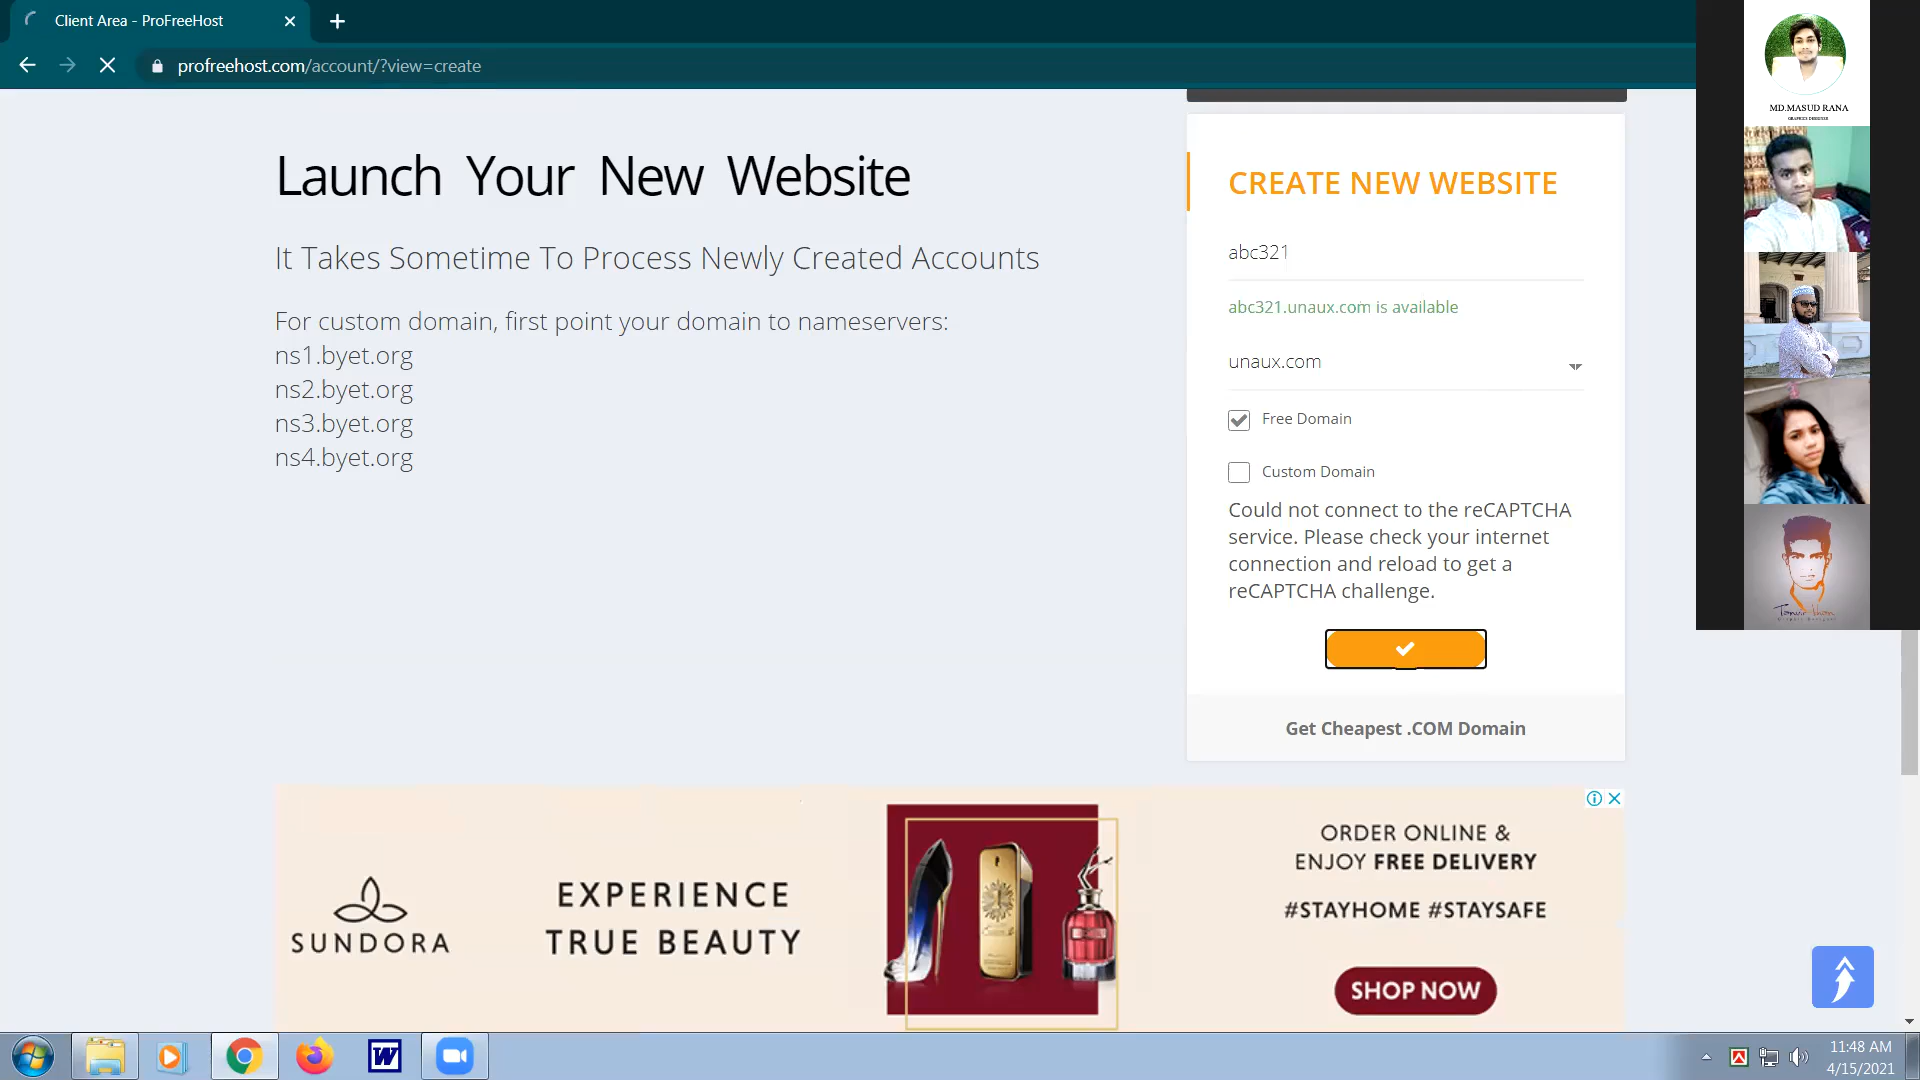 Client Area - ProFreeHost
profreehost.com/account/?view=create
MD.MASUD RANA
GRAPHICS DESIGNER
Launch Your New Website
It Takes Sometime To Process Newly Created Accounts
For custom domain, first point your domain to nameservers:
ns1.byet.org
ns2.byet.org
ns3.byet.org
ns4.byet.org
CREATE NEW WEBSITE
abc321
abc321.unaux.com is available
unaux.com
Free Domain
Custom Domain
Could not connect to the reCAPTCHA
service. Please check your internet
connection and reload to get a
reCAPTCHA challenge.
Get Cheapest .COM Domain
SUNDORA
EXPERIENCE
TRUE BEAUTY
ORDER ONLINE &
ENJOY FREE DELIVERY
#STAYHOME #STAYSAFE
SHOP NOW
W
11:48 AM
4/15/2021